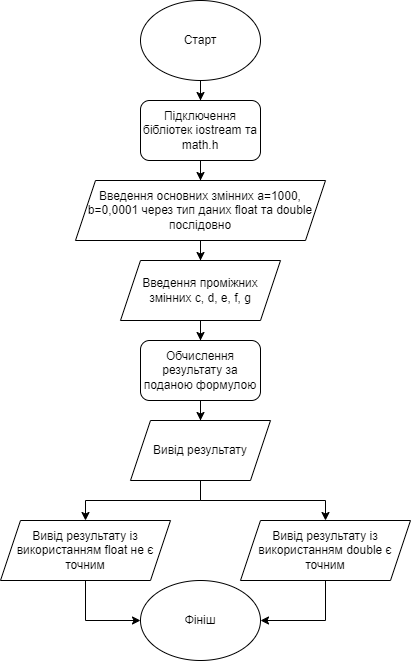 Старт
Підключення
бібліотек iostream та
math.h
Введення основних змінних a=1000,
b=0,0001 через тип даних float та double
послідовно
Введення проміжних
змінних c, d, e, f, g
Обчислення
результату за
поданою формулою
Вивід результату
Вивід результату із
використанням float не є
точним
Вивід результату із
використанням double є
точним
Фініш